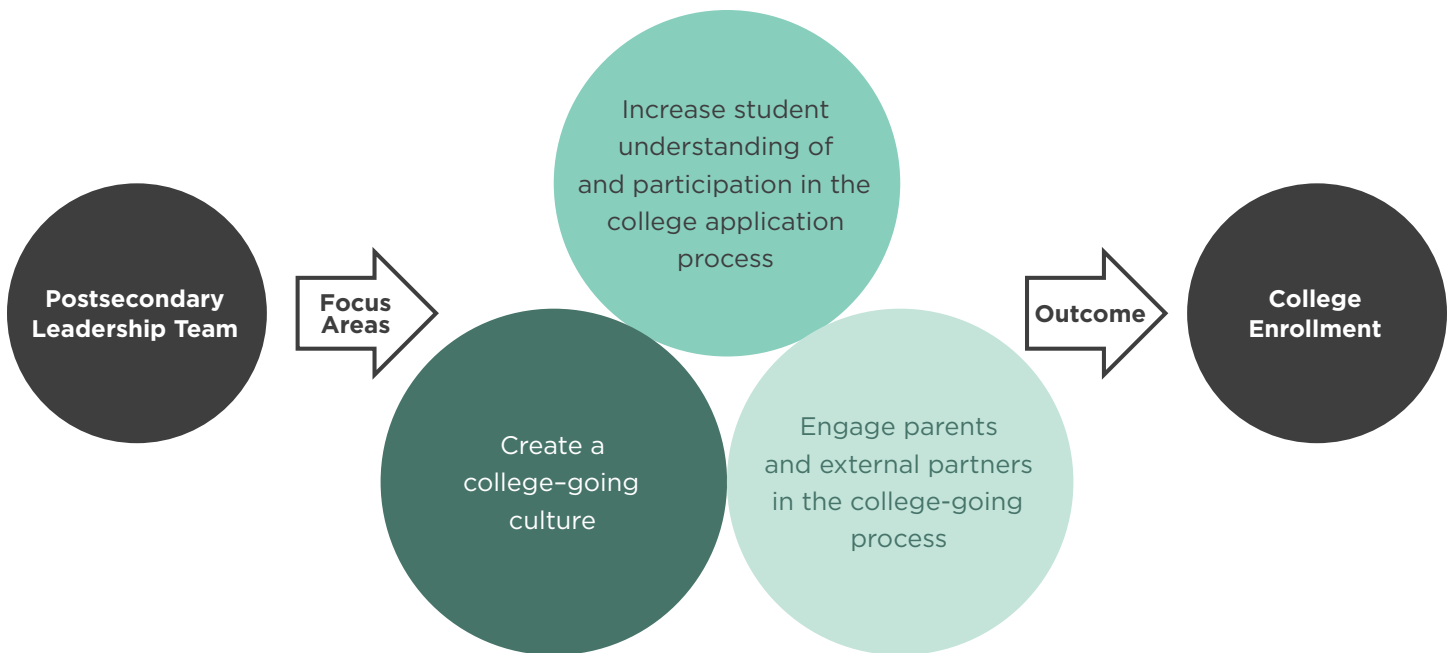 Postsecondary
Leadership Team
Focus
Areas
Increase student
understanding of
and participation in the
college application
process
Create a
college–going
culture
Engage parents
and external partners
in the college-going
process
Outcome
College
Enrollment